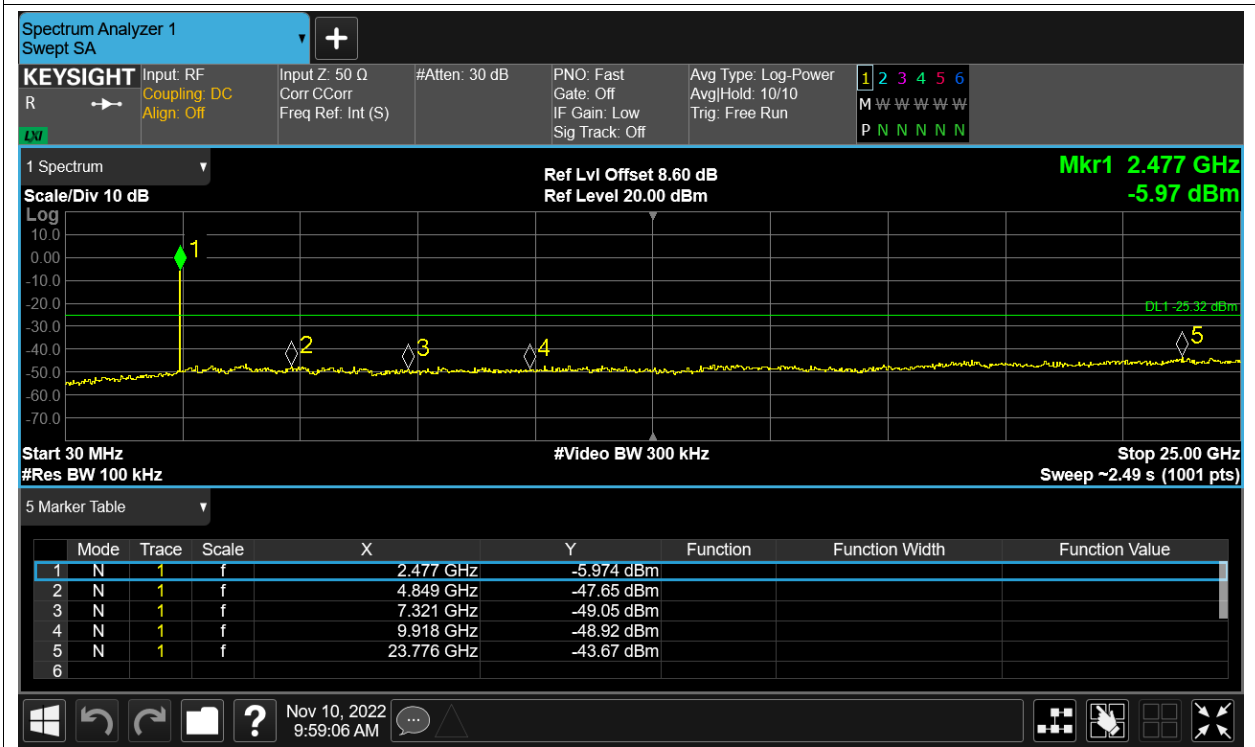 Spectrum Analyzer 1
Swept SA
KEYSIGHT
R
LXI
Input: RF
Coupling: DC
Align: Off
Input Z: 50 Ω
Corr CCorr
Freq Ref: Int (S)
#Atten: 30 dB
PNO: Fast
Gate: Off
IF Gain: Low
Sig Track: Off
Avg Type: Log-Power
Avg|Hold: 10/10
Trig: Free Run
1 2 3 4 5 6
M W W W W W
P N N N N N
1 Spectrum
Scale/Div 10 dB
Ref Lvl Offset 8.60 dB
Ref Level 20.00 dBm
Mkr1 2.477 GHz
-5.97 dBm
Log
10.0
0.00
-10.0
-20.0
-30.0
-40.0
-50.0
-60.0
-70.0
1
2
3
4
5
DL1 -25.32 dBm
Start 30 MHz
#Res BW 100 kHz
#Video BW 300 kHz
Stop 25.00 GHz
Sweep ~2.49 s (1001 pts)
5 Marker Table
Mode Trace Scale X Y Function Function Width Function Value
1 N 1 f 2.477 GHz -5.974 dBm
2 N 1 f 4.849 GHz -47.65 dBm
3 N 1 f 7.321 GHz -49.05 dBm
4 N 1 f 9.918 GHz -48.92 dBm
5 N 1 f 23.776 GHz -43.67 dBm
6
?
Nov 10, 2022
9:59:06 AM